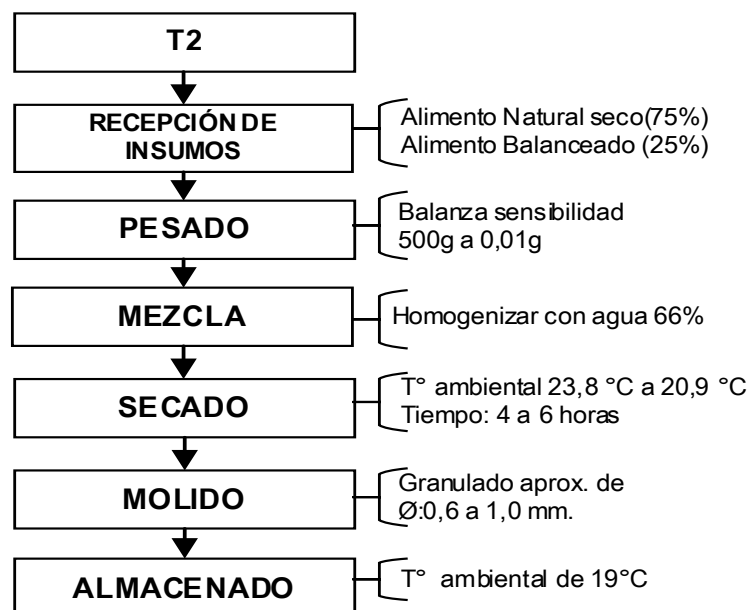 T2
RECEPCIÓN DE
INSUMOS
Alimento Natural seco(75%)
Alimento Balanceado (25%)
PESADO
Balanza sensibilidad
500g a 0,01g
MEZCLA
Homogenizar con agua 66%
SECADO
T° ambiental 23,8 °C a 20,9 °C
Tiempo: 4 a 6 horas
MOLIDO
Granulado aprox. de
Ø:0,6 a 1,0 mm.
ALMACENADO
T° ambiental de 19°C